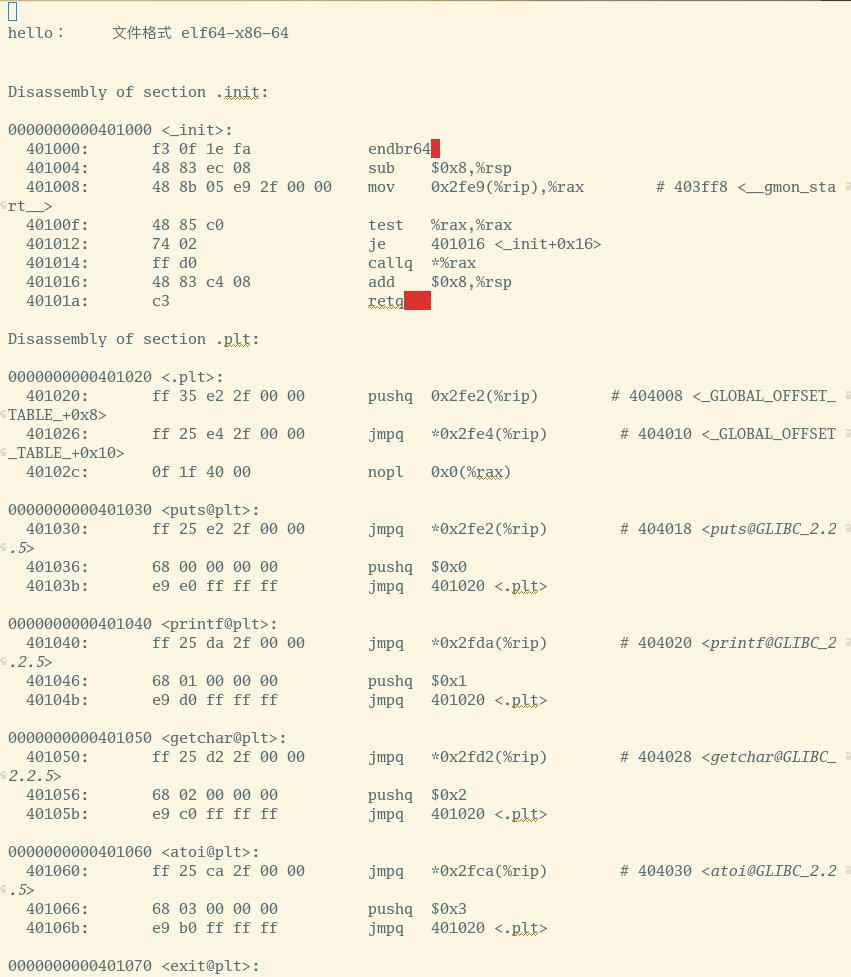 hello：     文件格式 elf64-x86-64
Disassembly of section .init:
0000000000401000 <_init>:
  401000:       f3 0f 1e fa             endbr64
  401004:       48 83 ec 08             sub    $0x8,%rsp
  401008:       48 8b 05 e9 2f 00 00    mov    0x2fe9(%rip),%rax        # 403ff8 <__gmon_sta
rt__>
  40100f:       48 85 c0                test   %rax,%rax
  401012:       74 02                   je     401016 <_init+0x16>
  401014:       ff d0                   callq  *%rax
  401016:       48 83 c4 08             add    $0x8,%rsp
  40101a:       c3                      retq
Disassembly of section .plt:
0000000000401020 <.plt>:
  401020:       ff 35 e2 2f 00 00       pushq  0x2fe2(%rip)        # 404008 <_GLOBAL_OFFSET_
TABLE_+0x8>
  401026:       ff 25 e4 2f 00 00       jmpq   *0x2fe4(%rip)        # 404010 <_GLOBAL_OFFSET
_TABLE_+0x10>
  40102c:       0f 1f 40 00             nopl   0x0(%rax)
0000000000401030 <puts@plt>:
  401030:       ff 25 e2 2f 00 00       jmpq   *0x2fe2(%rip)        # 404018 <puts@GLIBC_2.2
.5>
  401036:       68 00 00 00 00          pushq  $0x0
  40103b:       e9 e0 ff ff ff          jmpq   401020 <.plt>
0000000000401040 <printf@plt>:
  401040:       ff 25 da 2f 00 00       jmpq   *0x2fda(%rip)        # 404020 <printf@GLIBC_2
.2.5>
  401046:       68 01 00 00 00          pushq  $0x1
  40104b:       e9 d0 ff ff ff          jmpq   401020 <.plt>
0000000000401050 <getchar@plt>:
  401050:       ff 25 d2 2f 00 00       jmpq   *0x2fd2(%rip)        # 404028 <getchar@GLIBC_
2.2.5>
  401056:       68 02 00 00 00          pushq  $0x2
  40105b:       e9 c0 ff ff ff          jmpq   401020 <.plt>
0000000000401060 <atoi@plt>:
  401060:       ff 25 ca 2f 00 00       jmpq   *0x2fca(%rip)        # 404030 <atoi@GLIBC_2.2
.5>
  401066:       68 03 00 00 00          pushq  $0x3
  40106b:       e9 b0 ff ff ff          jmpq   401020 <.plt>
0000000000401070 <exit@plt>: